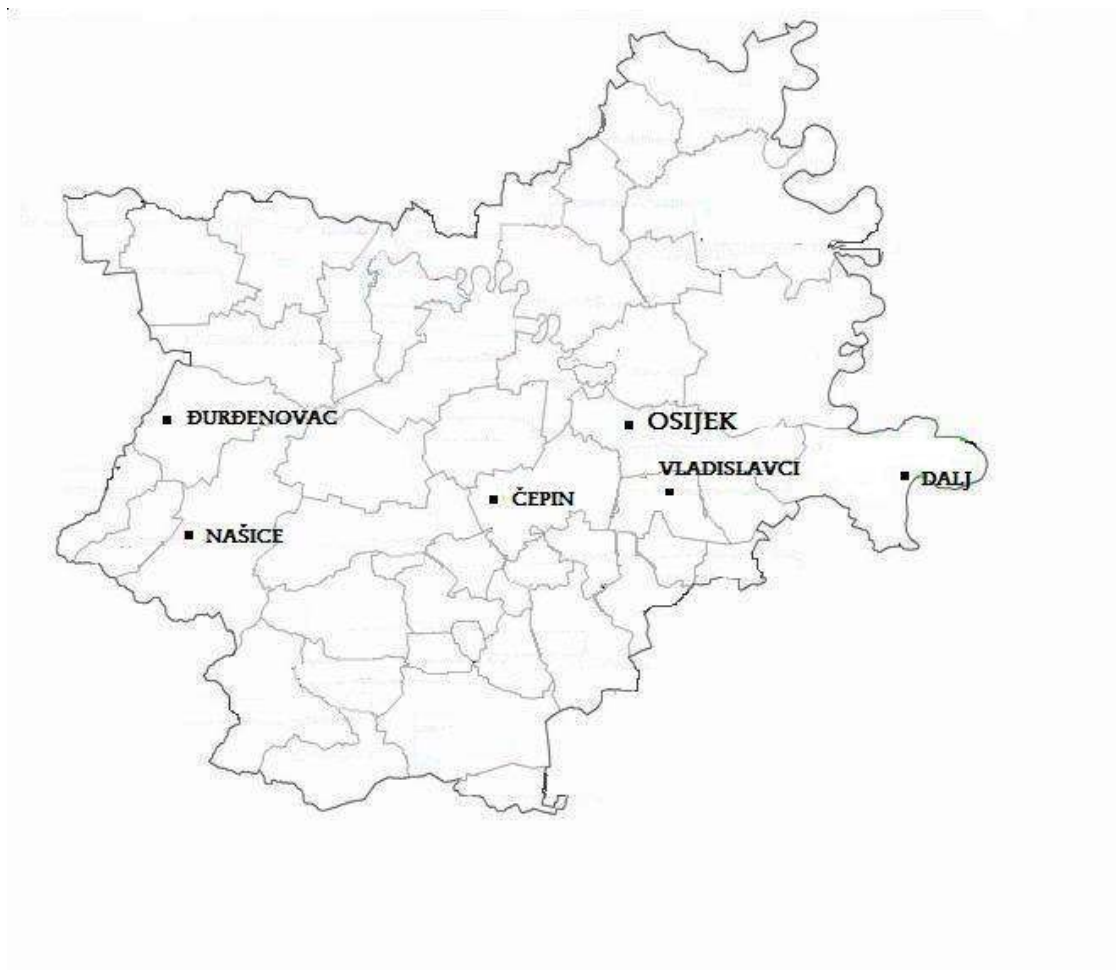 ĐURĐENOVAC
OSIJEK
VLADISLAVCI
DALJ
ČEPIN
NAŠICE